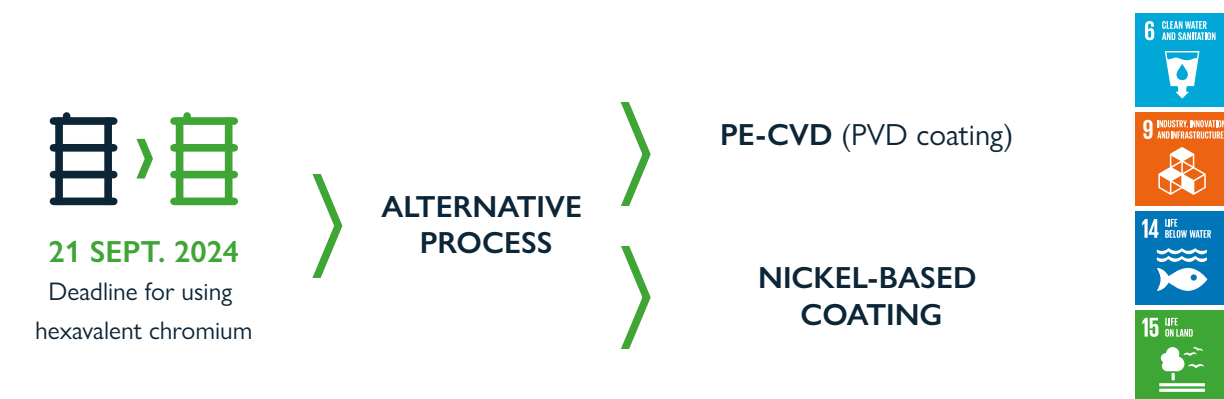 21 SEPT. 2024
Deadline for using
hexavalent chromium
ALTERNATIVE
PROCESS
PE-CVD (PVD coating)
NICKEL-BASED
COATING
6 CLEAN WATER
AND SANITATION
9 INDUSTRY, INNOVATION
AND INFRASTRUCTURE
14 LIFE
BELOW WATER
15 LIFE
ON LAND